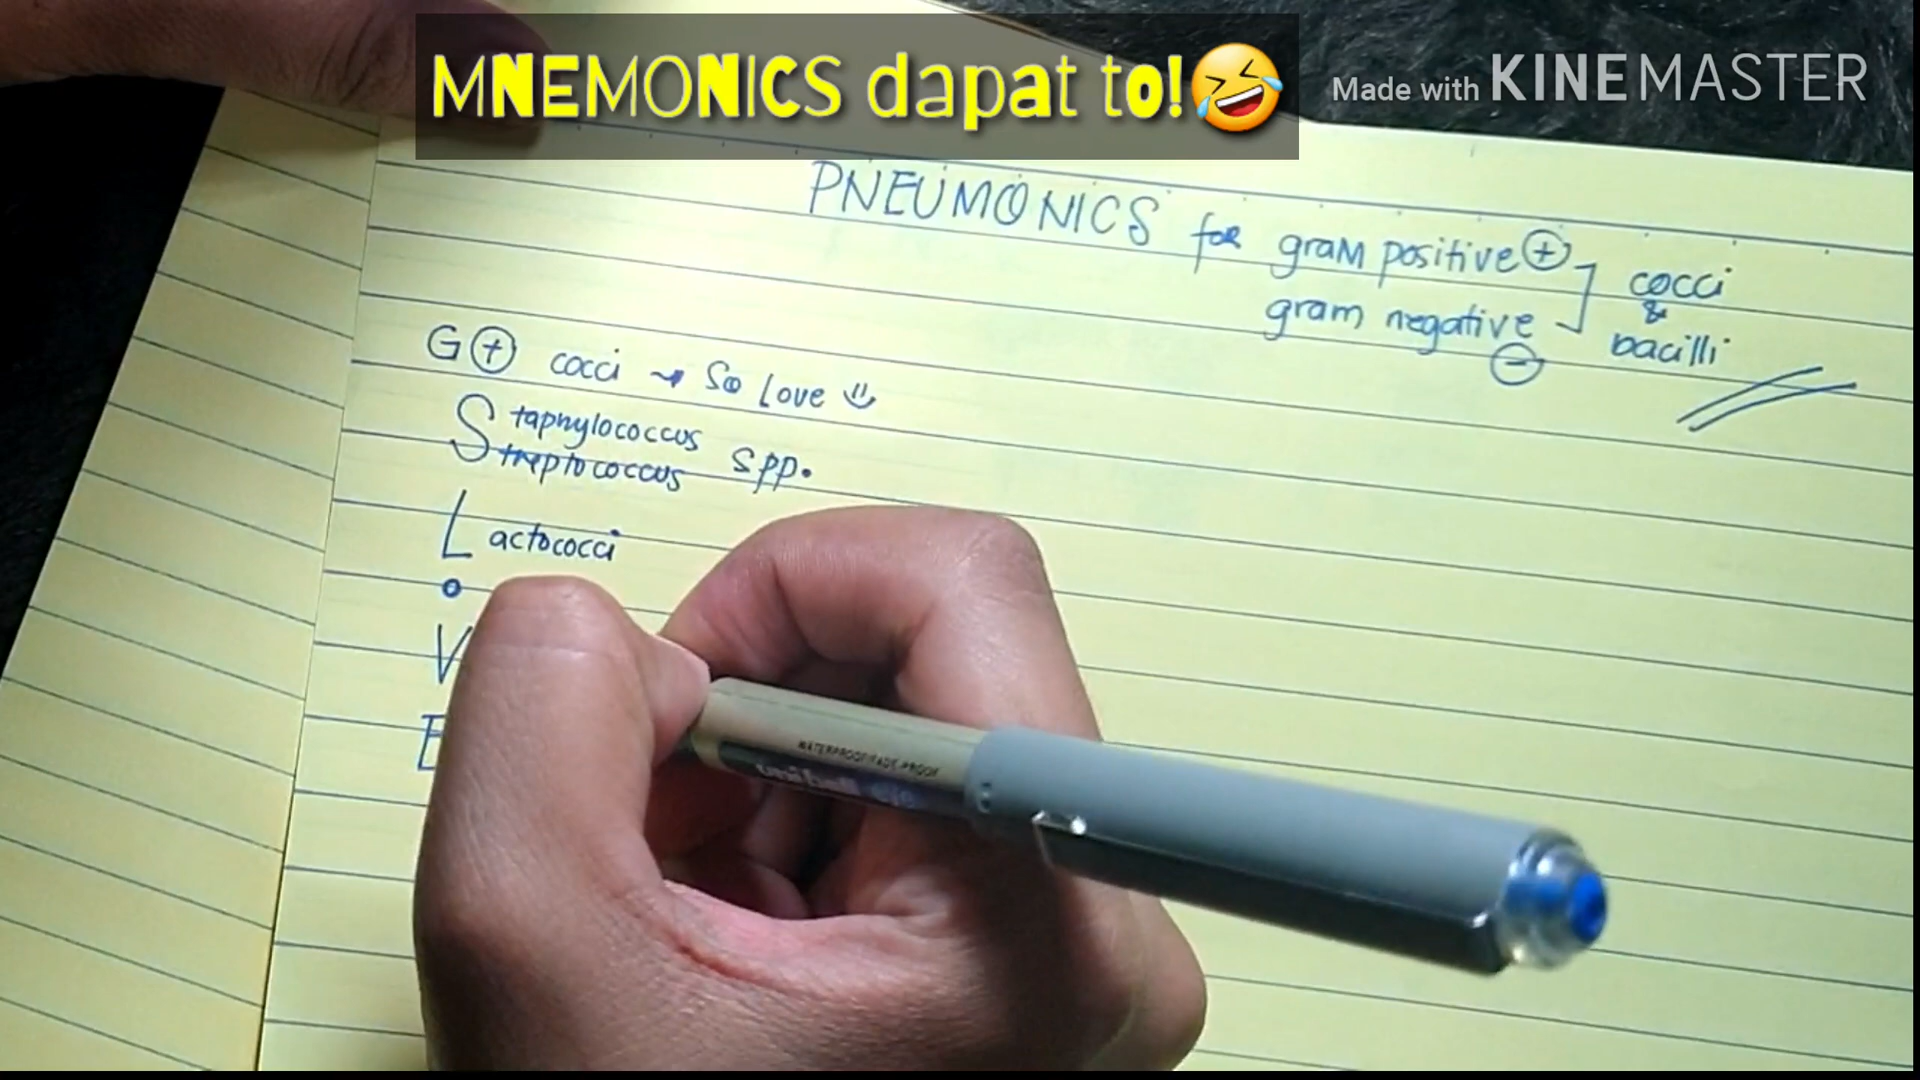 MNEMONICS dapat to!🤣
Made with KINEMASTER
PNEUMONICS for gram positive (+)
gram negative (-)
cocci
&
bacilli
G(+) cocci → So Love
Staphylococcus
Streptococcus spp.
Lactococci
o
V
E
WATERPROOF/FADE-PROOF